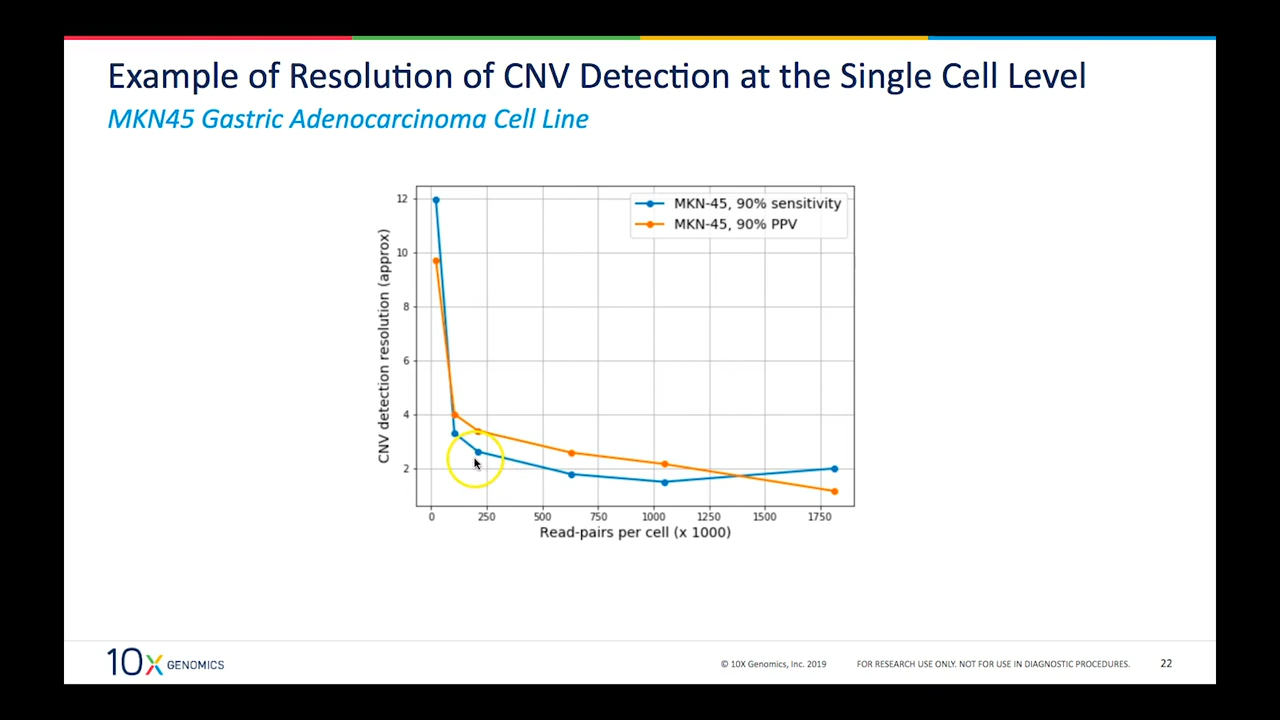 Example of Resolution of CNV Detection at the Single Cell Level
MKN45 Gastric Adenocarcinoma Cell Line
MKN-45, 90% sensitivity
MKN-45, 90% PPV
CNV detection resolution (approx)
12
10
8
6
4
2
0 250 500 750 1000 1250 1500 1750
Read-pairs per cell (x 1000)
10X GENOMICS
© 10X Genomics, Inc. 2019 FOR RESEARCH USE ONLY. NOT FOR USE IN DIAGNOSTIC PROCEDURES. 22